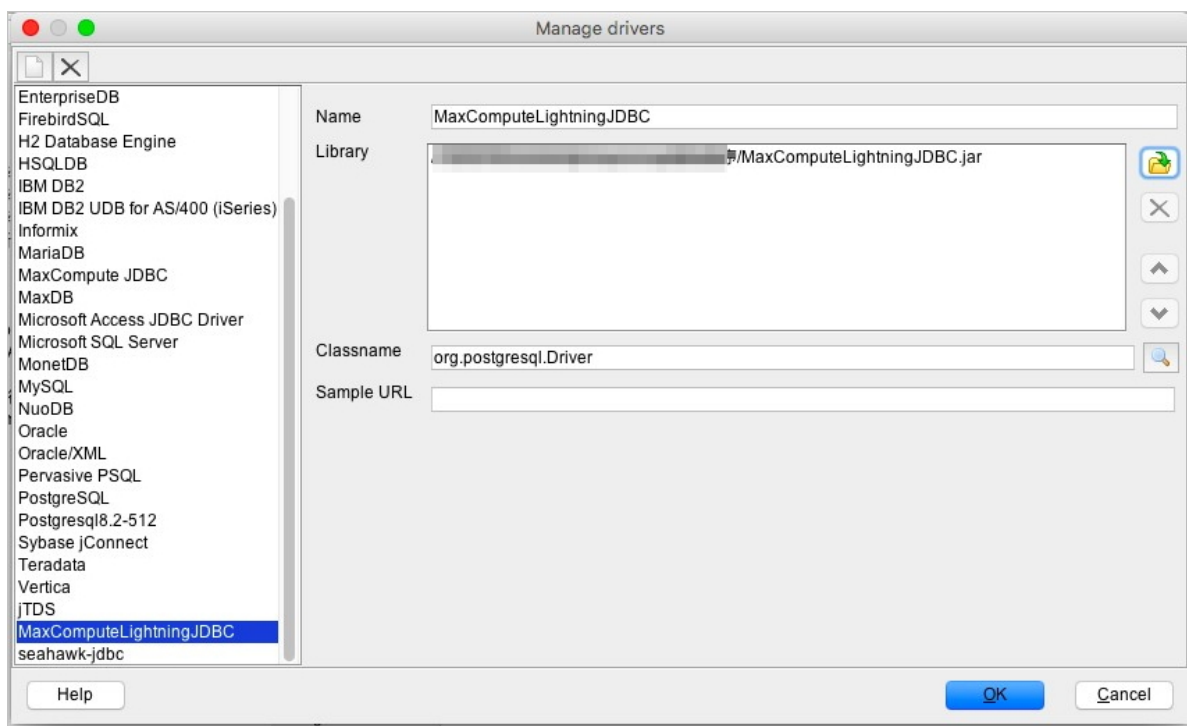 Manage drivers
EnterpriseDB
FirebirdSQL
H2 Database Engine
HSQLDB
IBM DB2
IBM DB2 UDB for AS/400 (iSeries)
Informix
MariaDB
MaxCompute JDBC
MaxDB
Microsoft Access JDBC Driver
Microsoft SQL Server
MonetDB
MySQL
NuoDB
Oracle
Oracle/XML
Pervasive PSQL
PostgreSQL
Postgresql8.2-512
Sybase jConnect
Teradata
Vertica
jTDS
MaxComputeLightningJDBC
seahawk-jdbc
Name MaxComputeLightningJDBC
Library /MaxComputeLightningJDBC.jar
Classname org.postgresql.Driver
Sample URL
Help OK Cancel